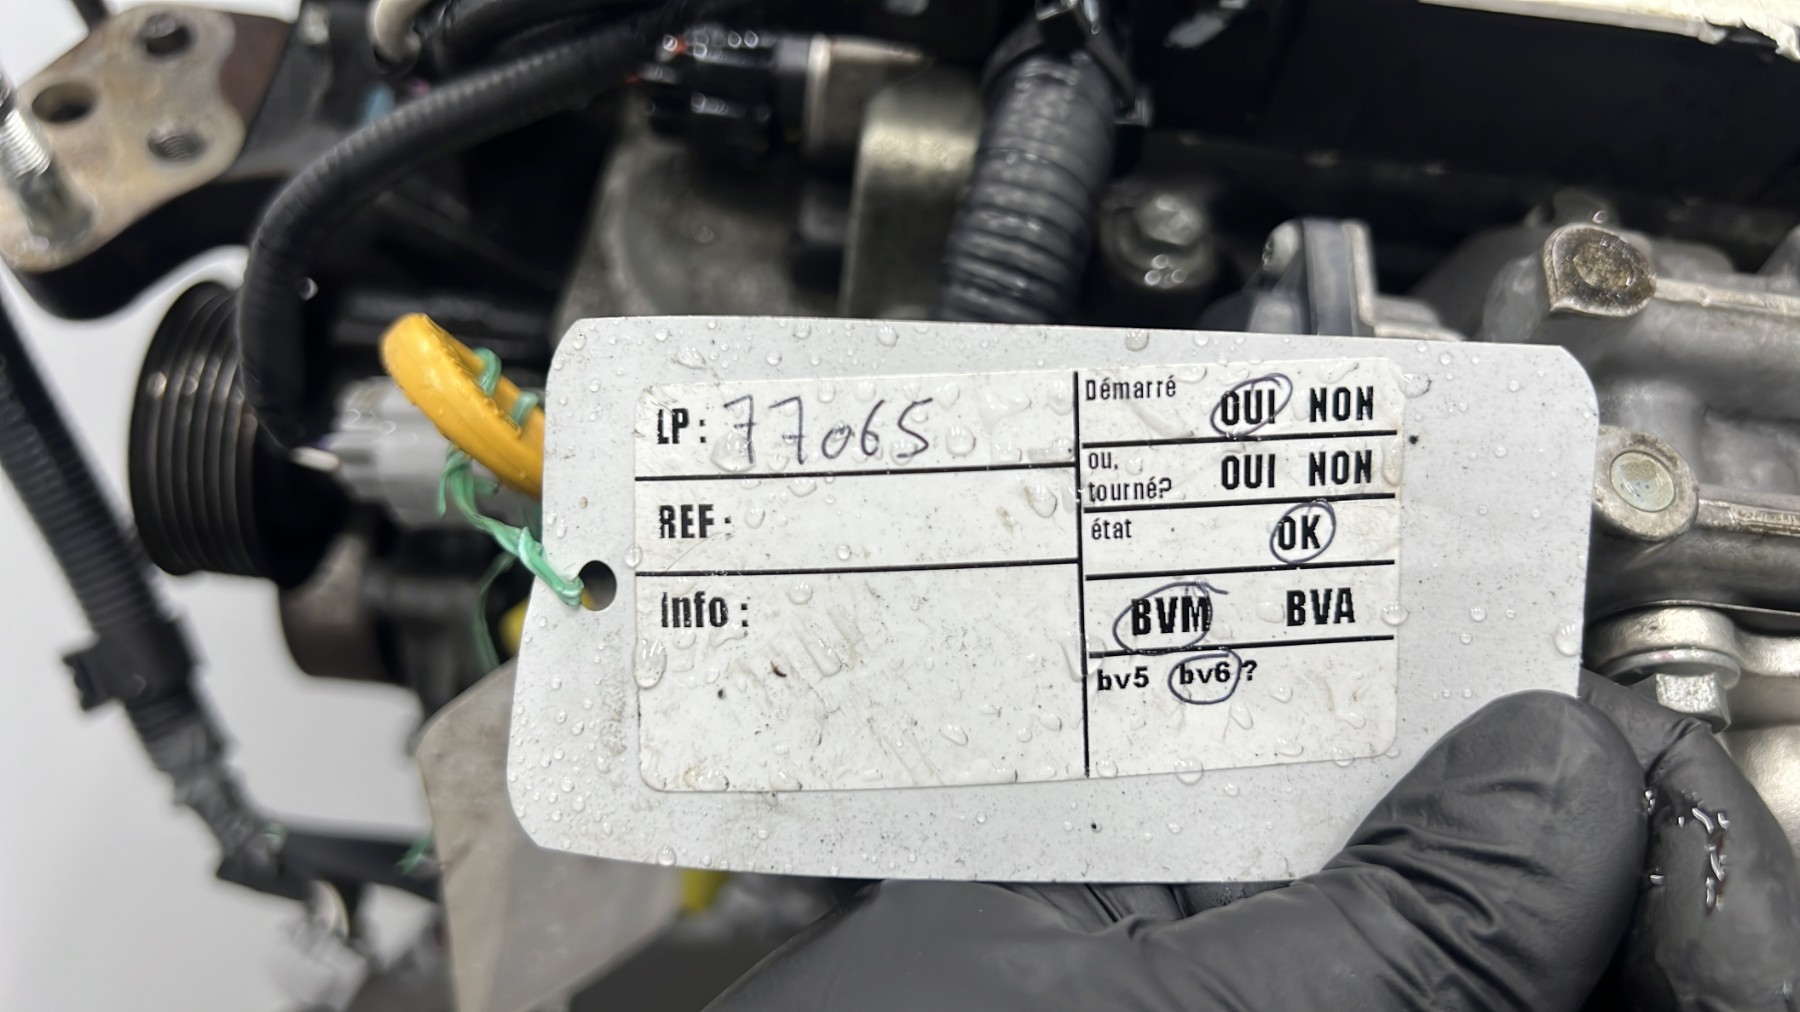 LP: 77065
REF:
Info:
Démarré OUI NON
ou, tourné? OUI NON
état OK
BVM BVA
bv5 bv6 ?